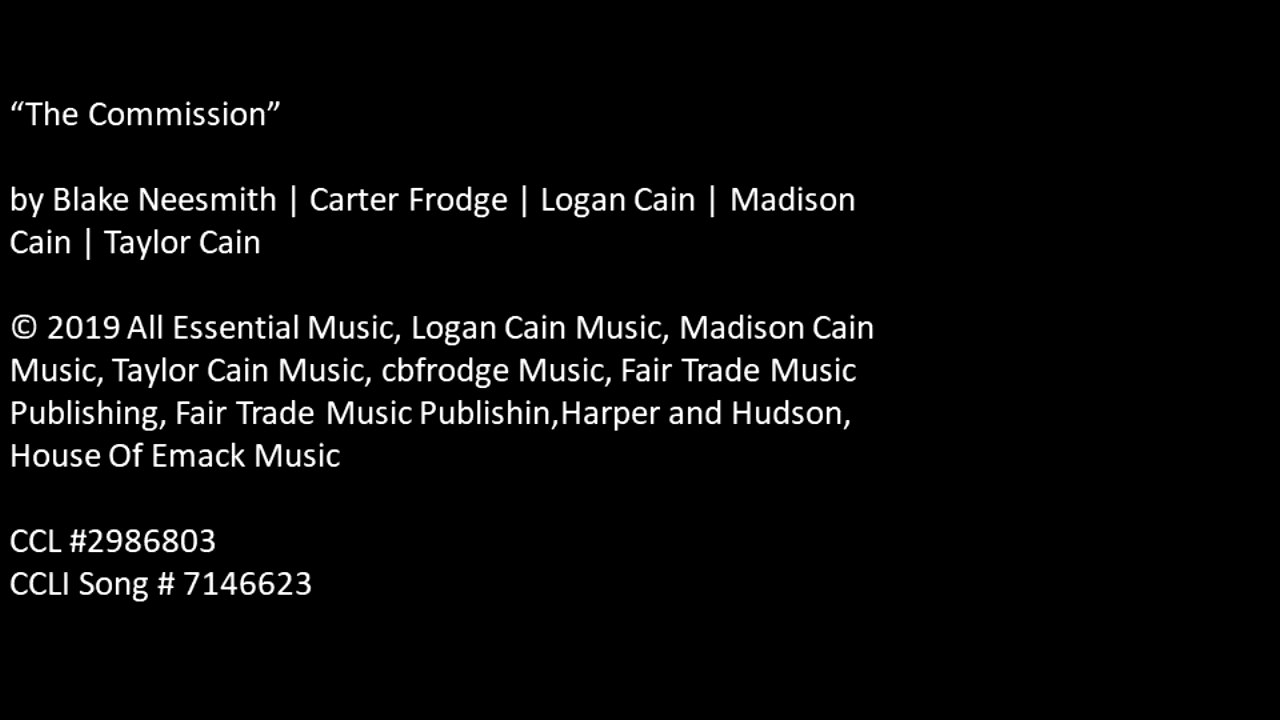 “The Commission”
by Blake Neesmith | Carter Frodge | Logan Cain | Madison
Cain | Taylor Cain
© 2019 All Essential Music, Logan Cain Music, Madison Cain
Music, Taylor Cain Music, cbfrodge Music, Fair Trade Music
Publishing, Fair Trade Music Publishin,Harper and Hudson,
House Of Emack Music
CCL #2986803
CCLI Song # 7146623